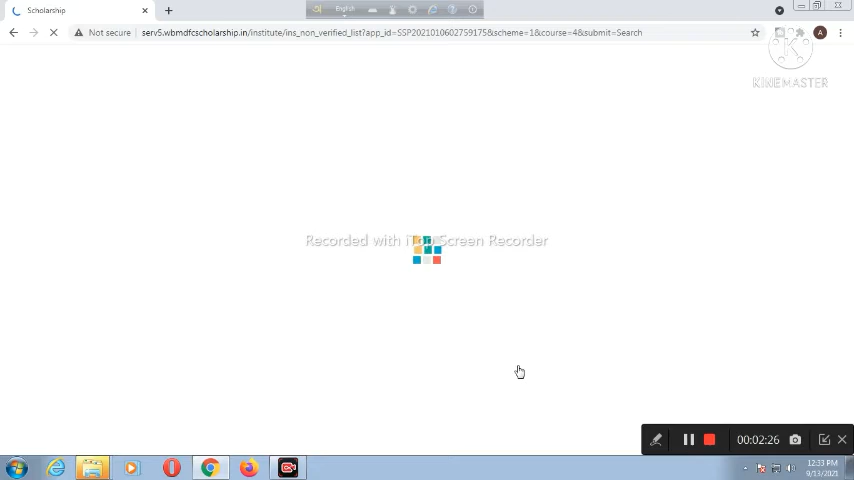 Scholarship
English
Not secure
serv5.wbmdfcscholarship.in/institute/ins_non_verified_list?app_id=SSP2021010602759175&scheme=1&course=4&submit=Search
A
K
KINEMASTER
Recorded with iTop Screen Recorder
00:02:26
12:33 PM
9/13/2021